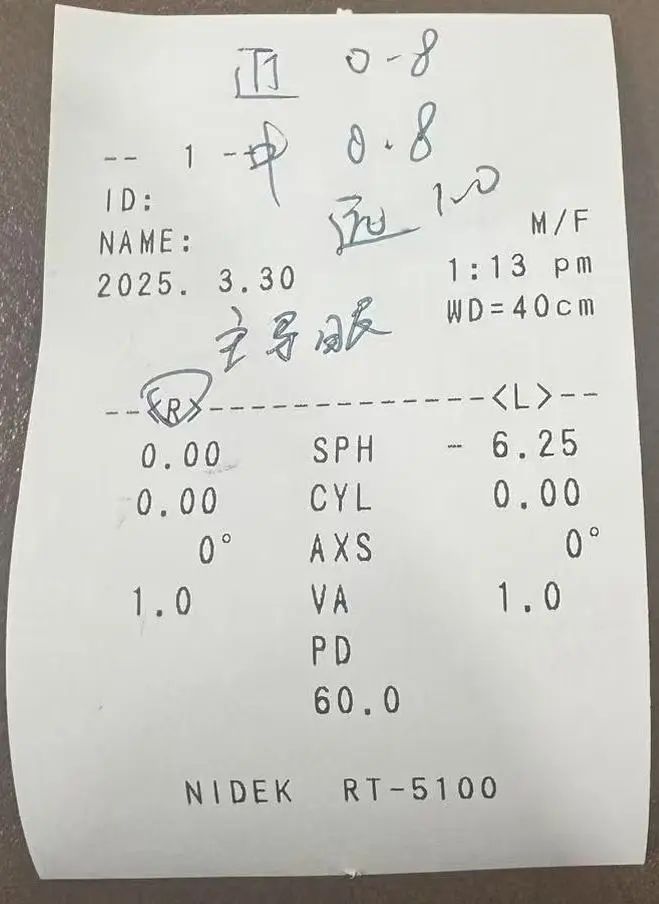 近 0-8
-- 1 -中 0.8
ID:
远 1.0
NAME: M/F
2025. 3.30 1:13 pm
WD=40cm
主导眼
--<R>----------------<L>--
0.00 SPH - 6.25
0.00 CYL 0.00
0° AXS 0°
1.0 VA 1.0
PD
60.0
NIDEK RT-5100